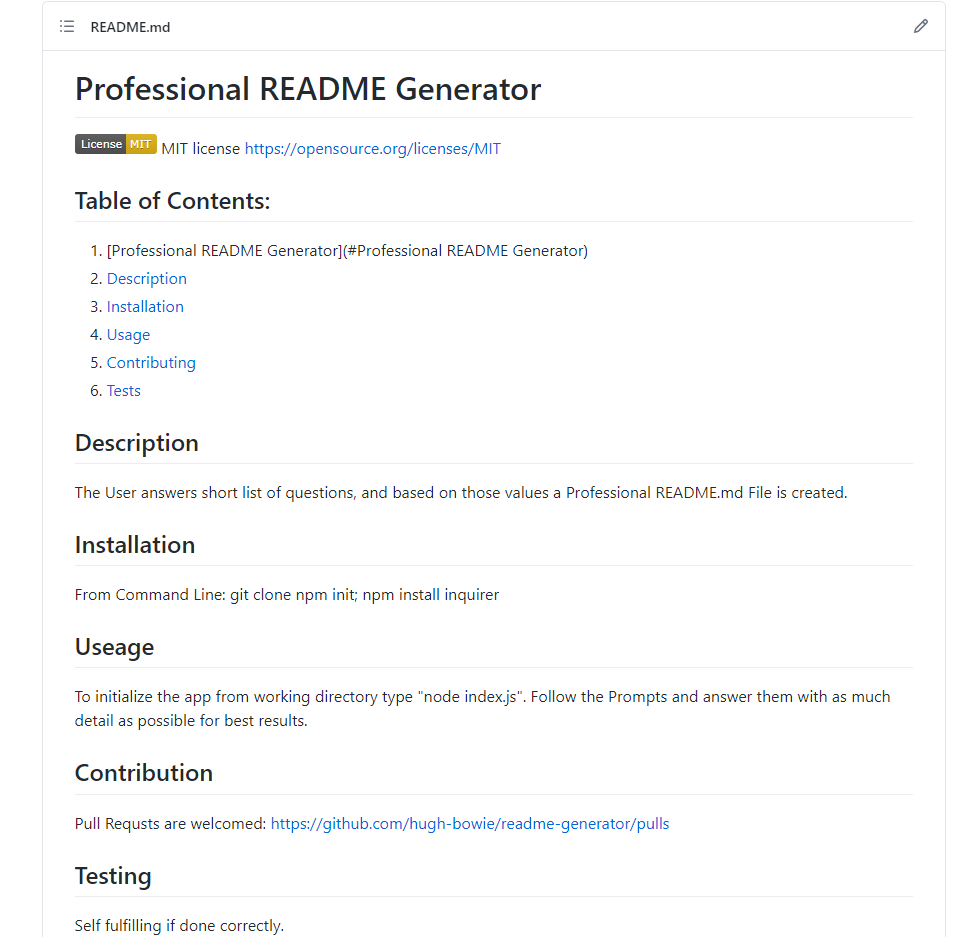 README.md
Professional README Generator
License MIT MIT license https://opensource.org/licenses/MIT
Table of Contents:
1. [Professional README Generator](#Professional README Generator)
2. Description
3. Installation
4. Usage
5. Contributing
6. Tests
Description
The User answers short list of questions, and based on those values a Professional README.md File is created.
Installation
From Command Line: git clone npm init; npm install inquirer
Useage
To initialize the app from working directory type "node index.js". Follow the Prompts and answer them with as much
detail as possible for best results.
Contribution
Pull Requsts are welcomed: https://github.com/hugh-bowie/readme-generator/pulls
Testing
Self fulfilling if done correctly.